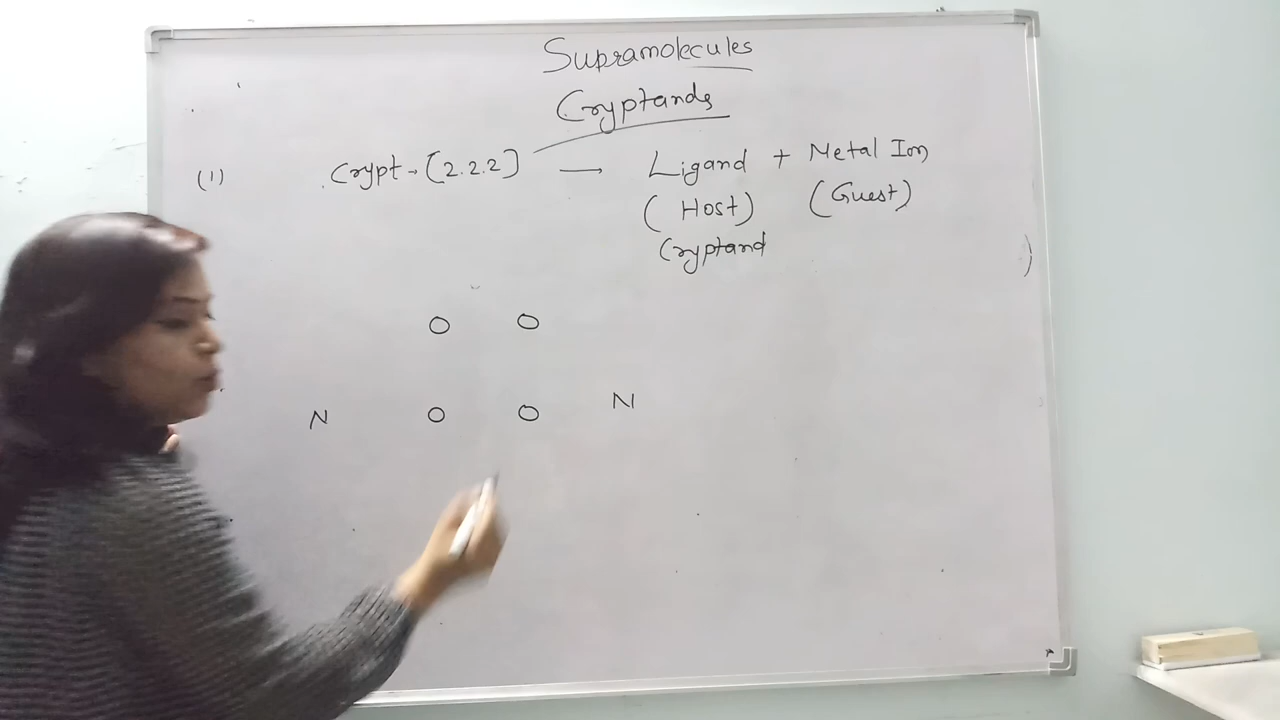 Supramolecules
Cryptands
(1) Crypt-[2.2.2] — Ligand + Metal Ion
(Host) (Guest)
Cryptand
)
O O
N O O N